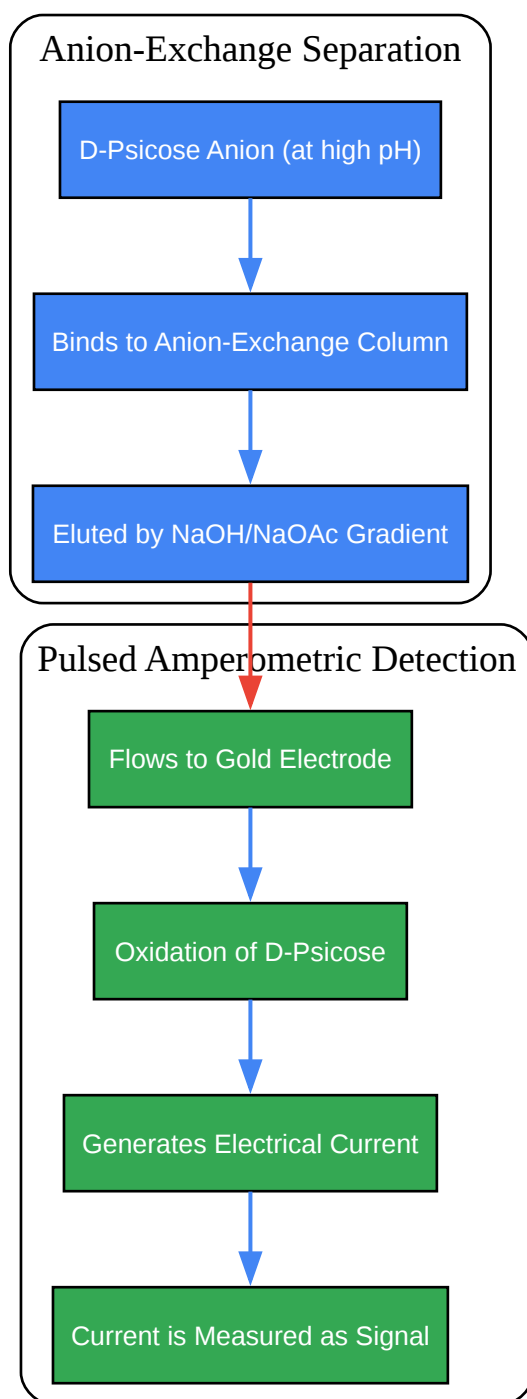 Anion-Exchange Separation
D-Psicose Anion (at high pH)
Binds to Anion-Exchange Column
Eluted by NaOH/NaOAc Gradient
Pulsed Amperometric Detection
Flows to Gold Electrode
Oxidation of D-Psicose
Generates Electrical Current
Current is Measured as Signal